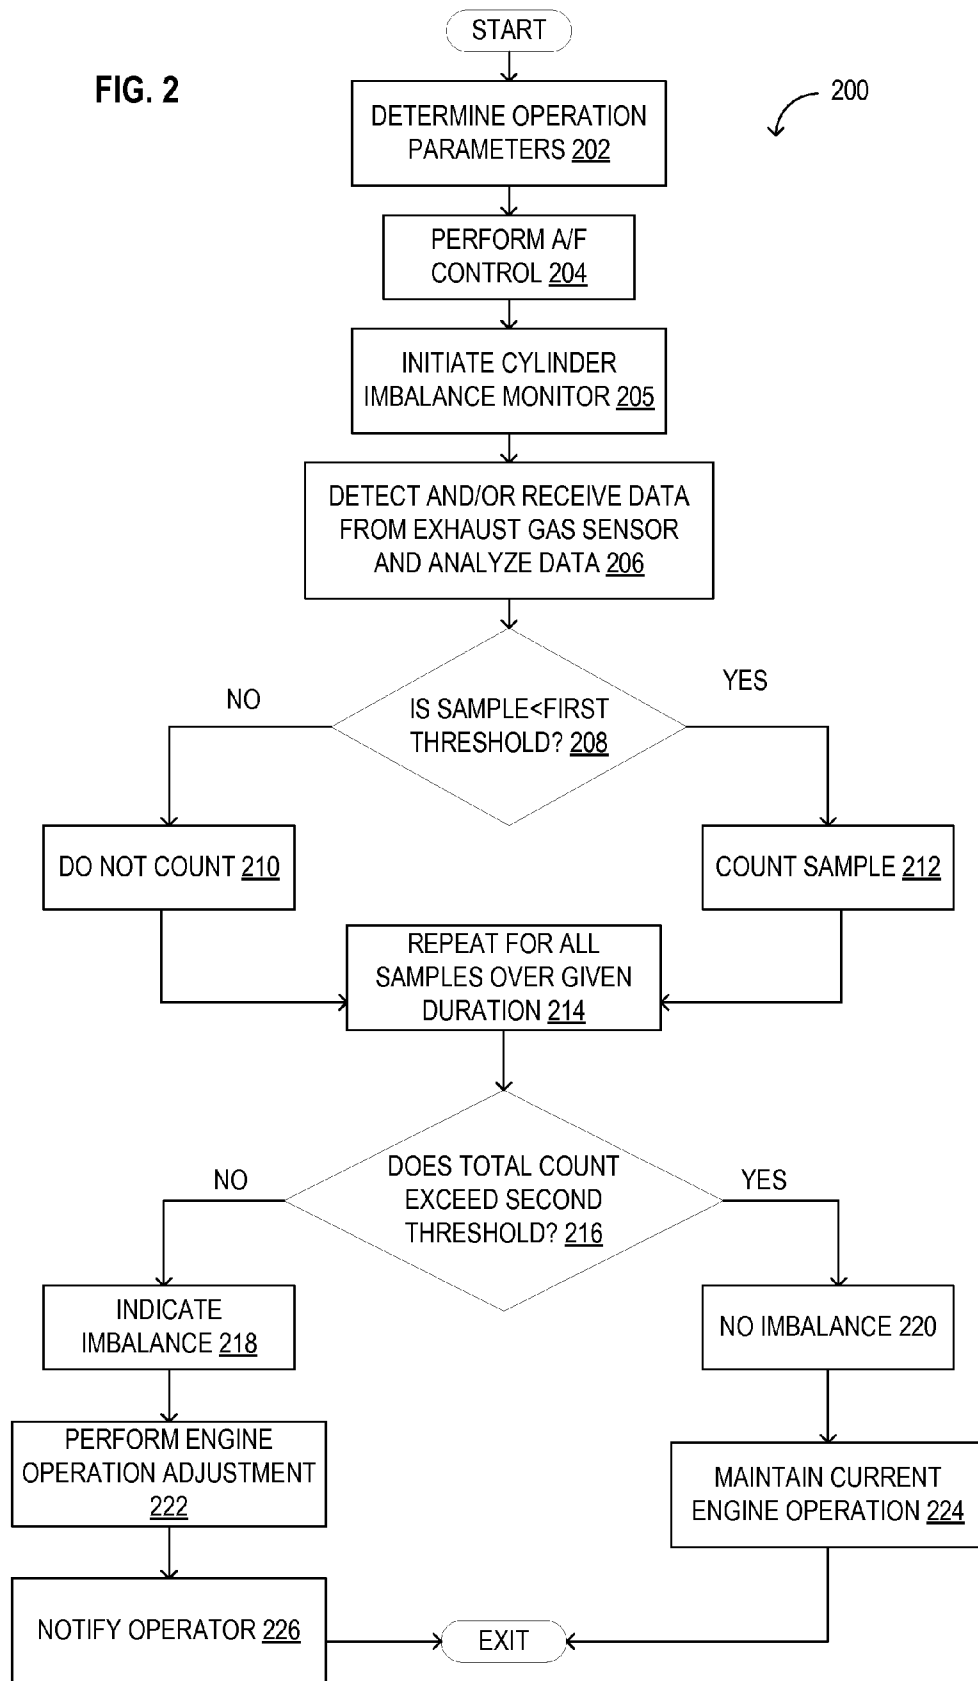 START
FIG. 2
200
DETERMINE OPERATION
PARAMETERS 202
PERFORM A/F
CONTROL 204
INITIATE CYLINDER
IMBALANCE MONITOR 205
DETECT AND/OR RECEIVE DATA
FROM EXHAUST GAS SENSOR
AND ANALYZE DATA 206
NO
YES
IS SAMPLE<FIRST
THRESHOLD? 208
DO NOT COUNT 210
COUNT SAMPLE 212
REPEAT FOR ALL
SAMPLES OVER GIVEN
DURATION 214
NO
YES
DOES TOTAL COUNT
EXCEED SECOND
THRESHOLD? 216
INDICATE
IMBALANCE 218
NO IMBALANCE 220
PERFORM ENGINE
OPERATION ADJUSTMENT
222
MAINTAIN CURRENT
ENGINE OPERATION 224
NOTIFY OPERATOR 226
EXIT